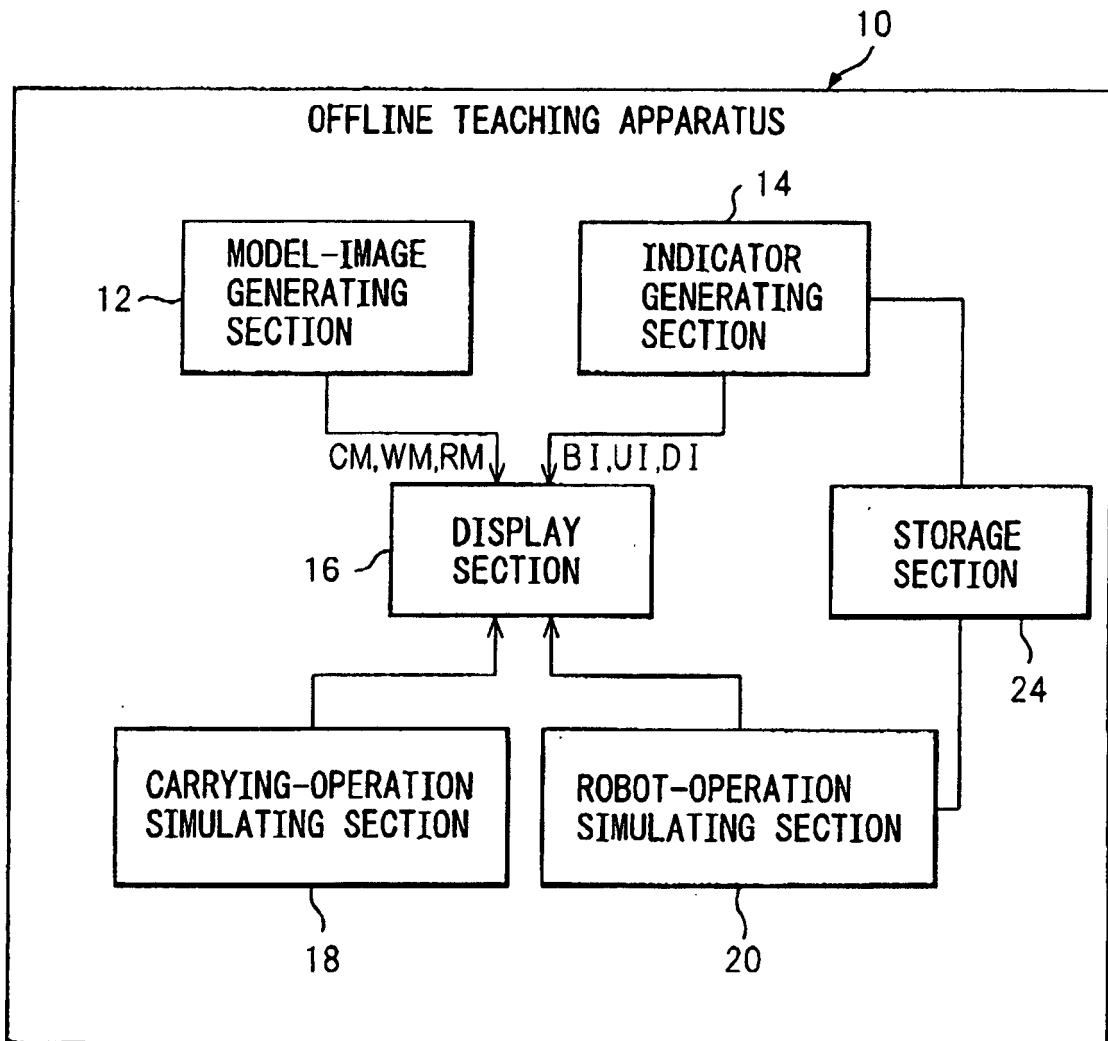 10
OFFLINE TEACHING APPARATUS
14
MODEL-IMAGE
GENERATING
SECTION
12
INDICATOR
GENERATING
SECTION
CM,WM,RM
BI,UI,DI
DISPLAY
SECTION
16
STORAGE
SECTION
24
CARRYING-OPERATION
SIMULATING SECTION
ROBOT-OPERATION
SIMULATING SECTION
18
20